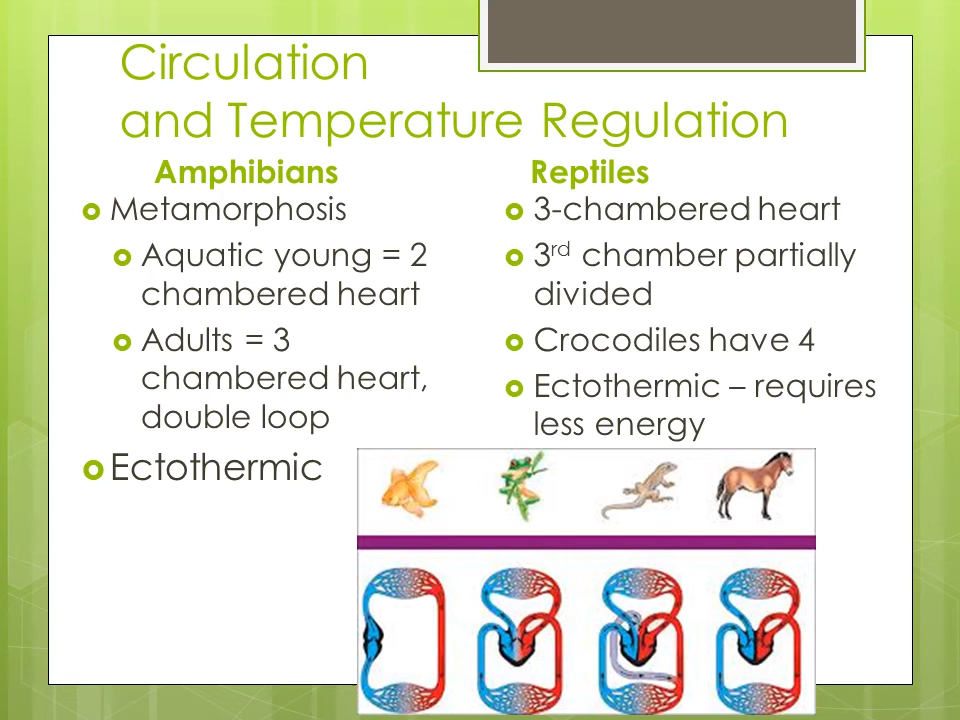 Circulation
and Temperature Regulation
Amphibians
Metamorphosis
Aquatic young = 2
chambered heart
Adults = 3
chambered heart,
double loop
Ectothermic
Reptiles
3-chambered heart
3rd chamber partially
divided
Crocodiles have 4
Ectothermic – requires
less energy